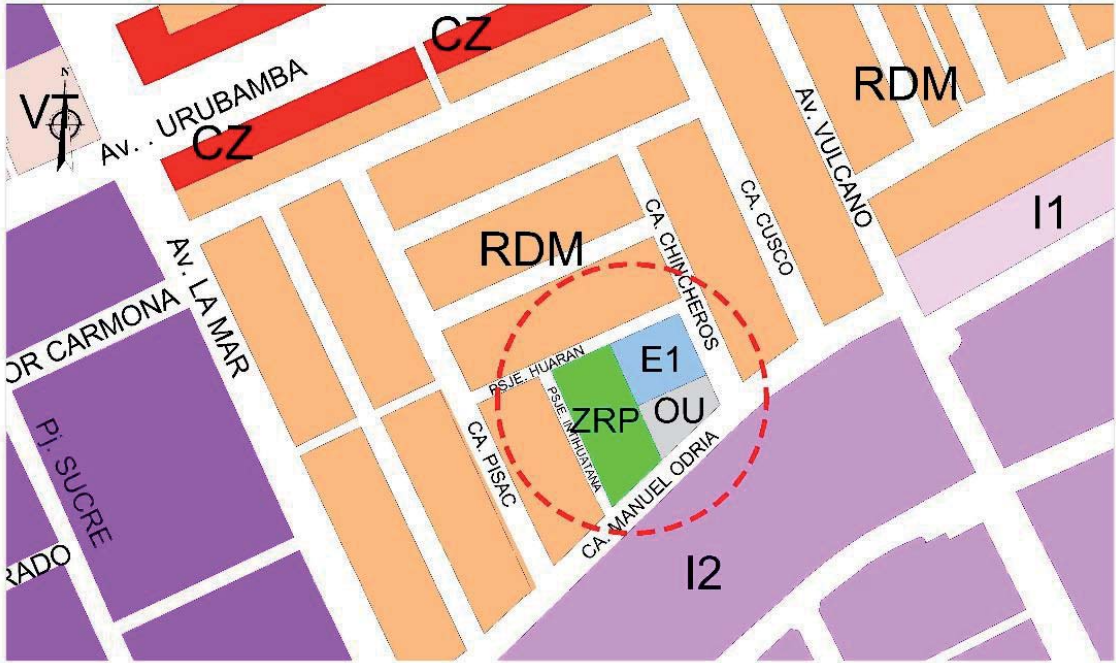 CZ
N
VT
Av. . URUBAMBA
CZ
RDM
Av. VULCANO
I1
CA. CUSCO
CA. CHINCHEROS
RDM
Av. LA MAR
OR CARMONA
E1
PSJE. HUARAN
ZRP
OU
PSJE. INTIHUATANA
CA. PISAC
CA. MANUEL ODRIA
Pj. SUCRE
RADO
I2